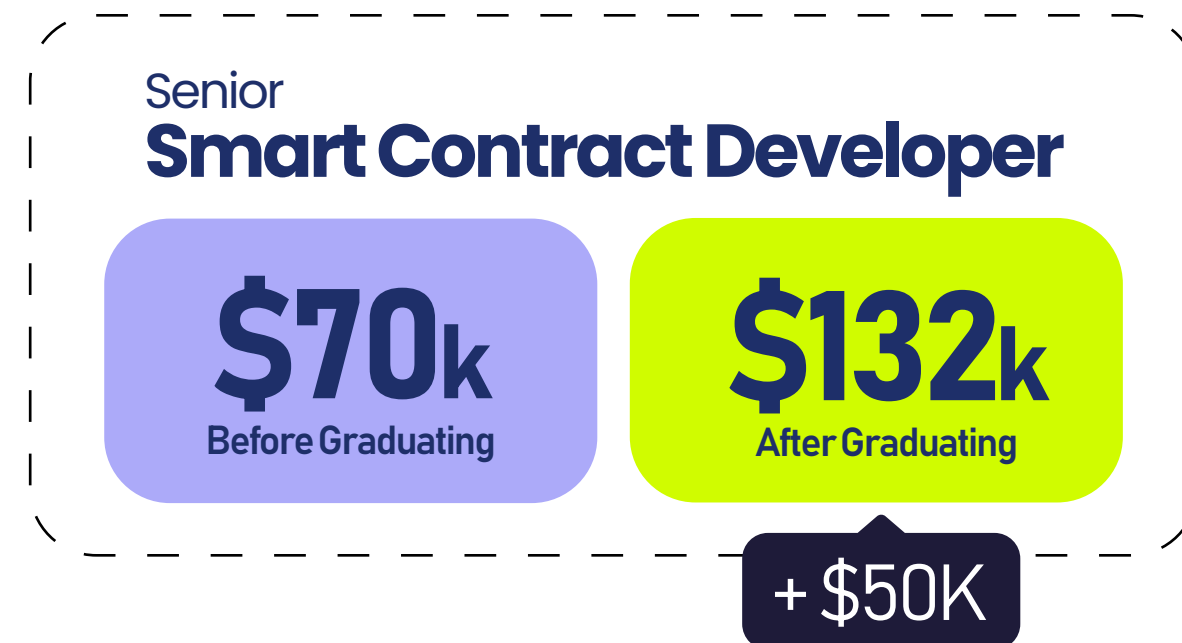 Senior
Smart Contract Developer
$70k
Before Graduating
$132k
After Graduating
+ $50K